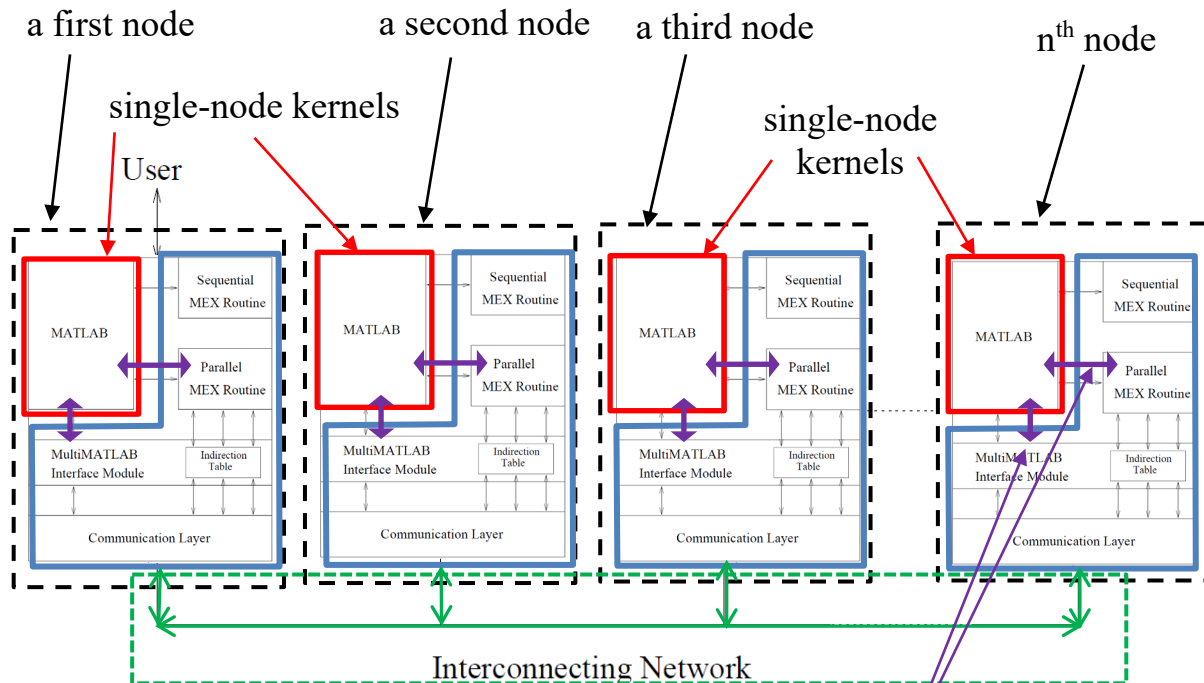 a first node
a second node
a third node
nth node
single-node kernels
single-node
kernels
User
MATLAB
Sequential
MEX Routine
Parallel
MEX Routine
MultiMATLAB
Interface Module
Indirection
Table
Communication Layer
MATLAB
Sequential
MEX Routine
Parallel
MEX Routine
MultiMATLAB
Interface Module
Indirection
Table
Communication Layer
MATLAB
Sequential
MEX Routine
Parallel
MEX Routine
MultiMATLAB
Interface Module
Indirection
Table
Communication Layer
MATLAB
Sequential
MEX Routine
Parallel
MEX Routine
MultiMATLAB
Interface Module
Indirection
Table
Communication Layer
Interconnecting Network